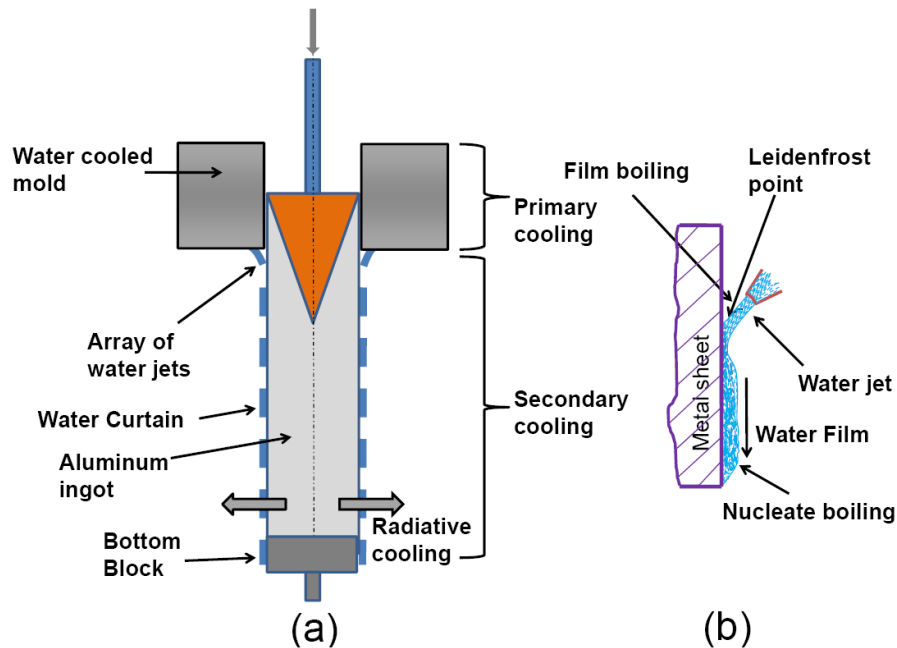 Water cooled
mold
Primary
cooling
Array of
water jets
Water Curtain
Aluminum
ingot
Secondary
cooling
Radiative
cooling
Bottom
Block
(a)
Film boiling
Leidenfrost
point
Metal sheet
Water jet
Water Film
Nucleate boiling
(b)